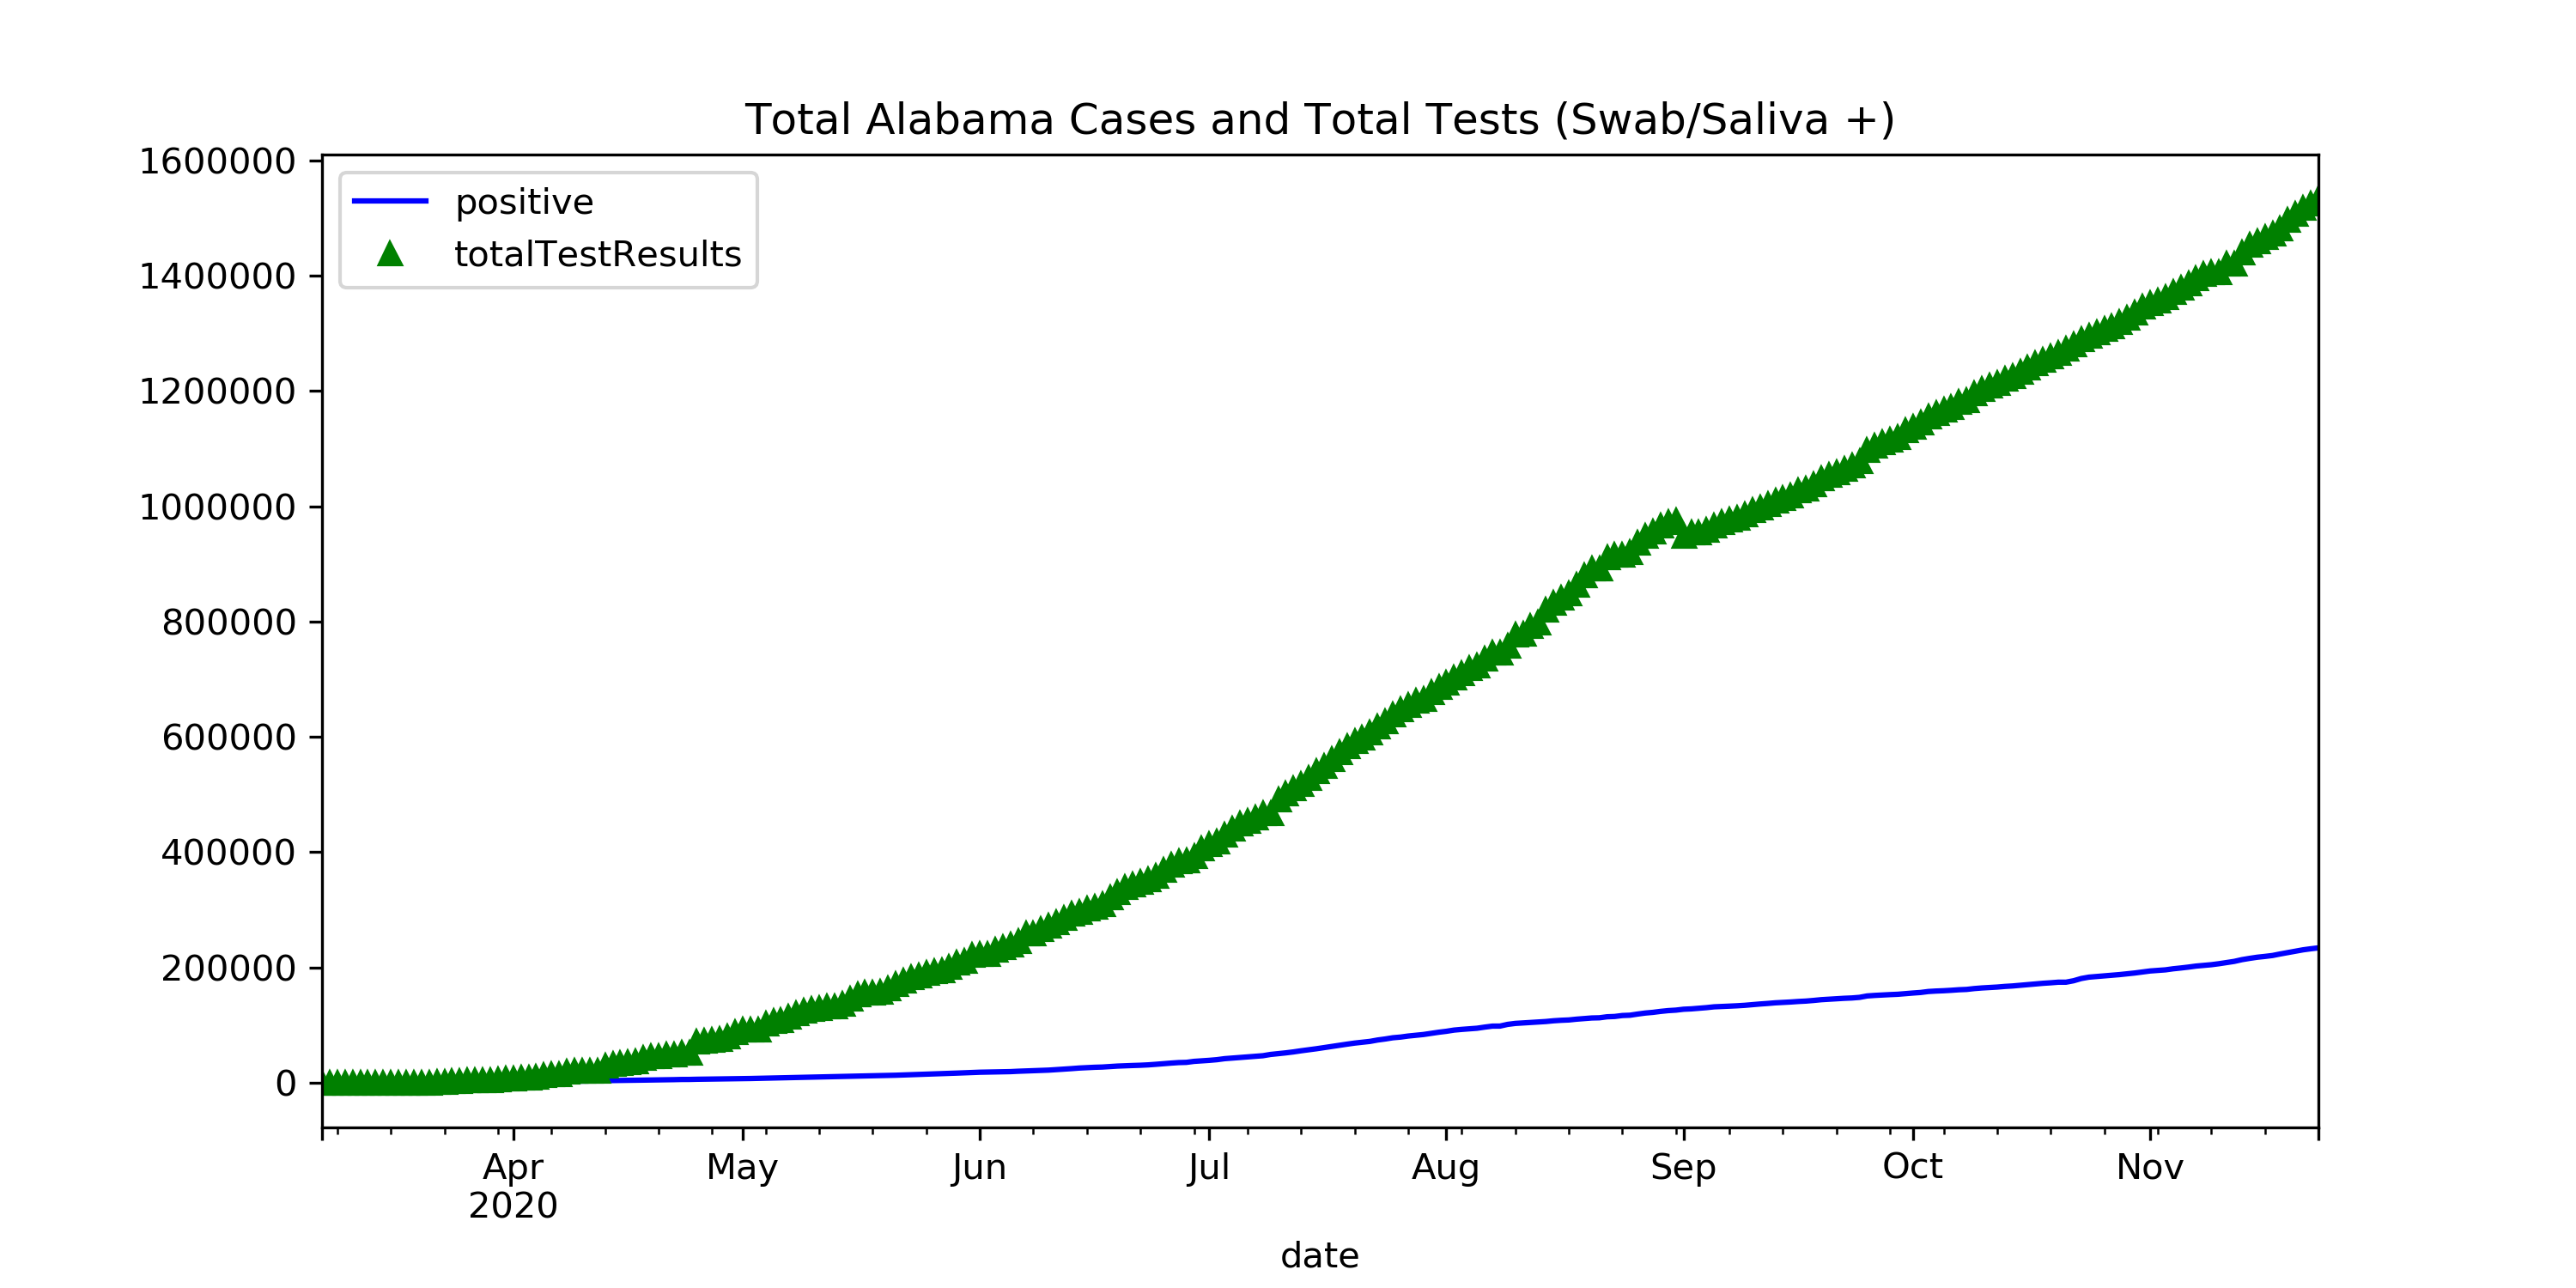 Total Alabama Cases and Total Tests (Swab/Saliva +)
1600000
1400000
1200000
1000000
800000
600000
400000
200000
0
positive
totalTestResults
Apr May Jun Jul Aug Sep Oct Nov
2020
date